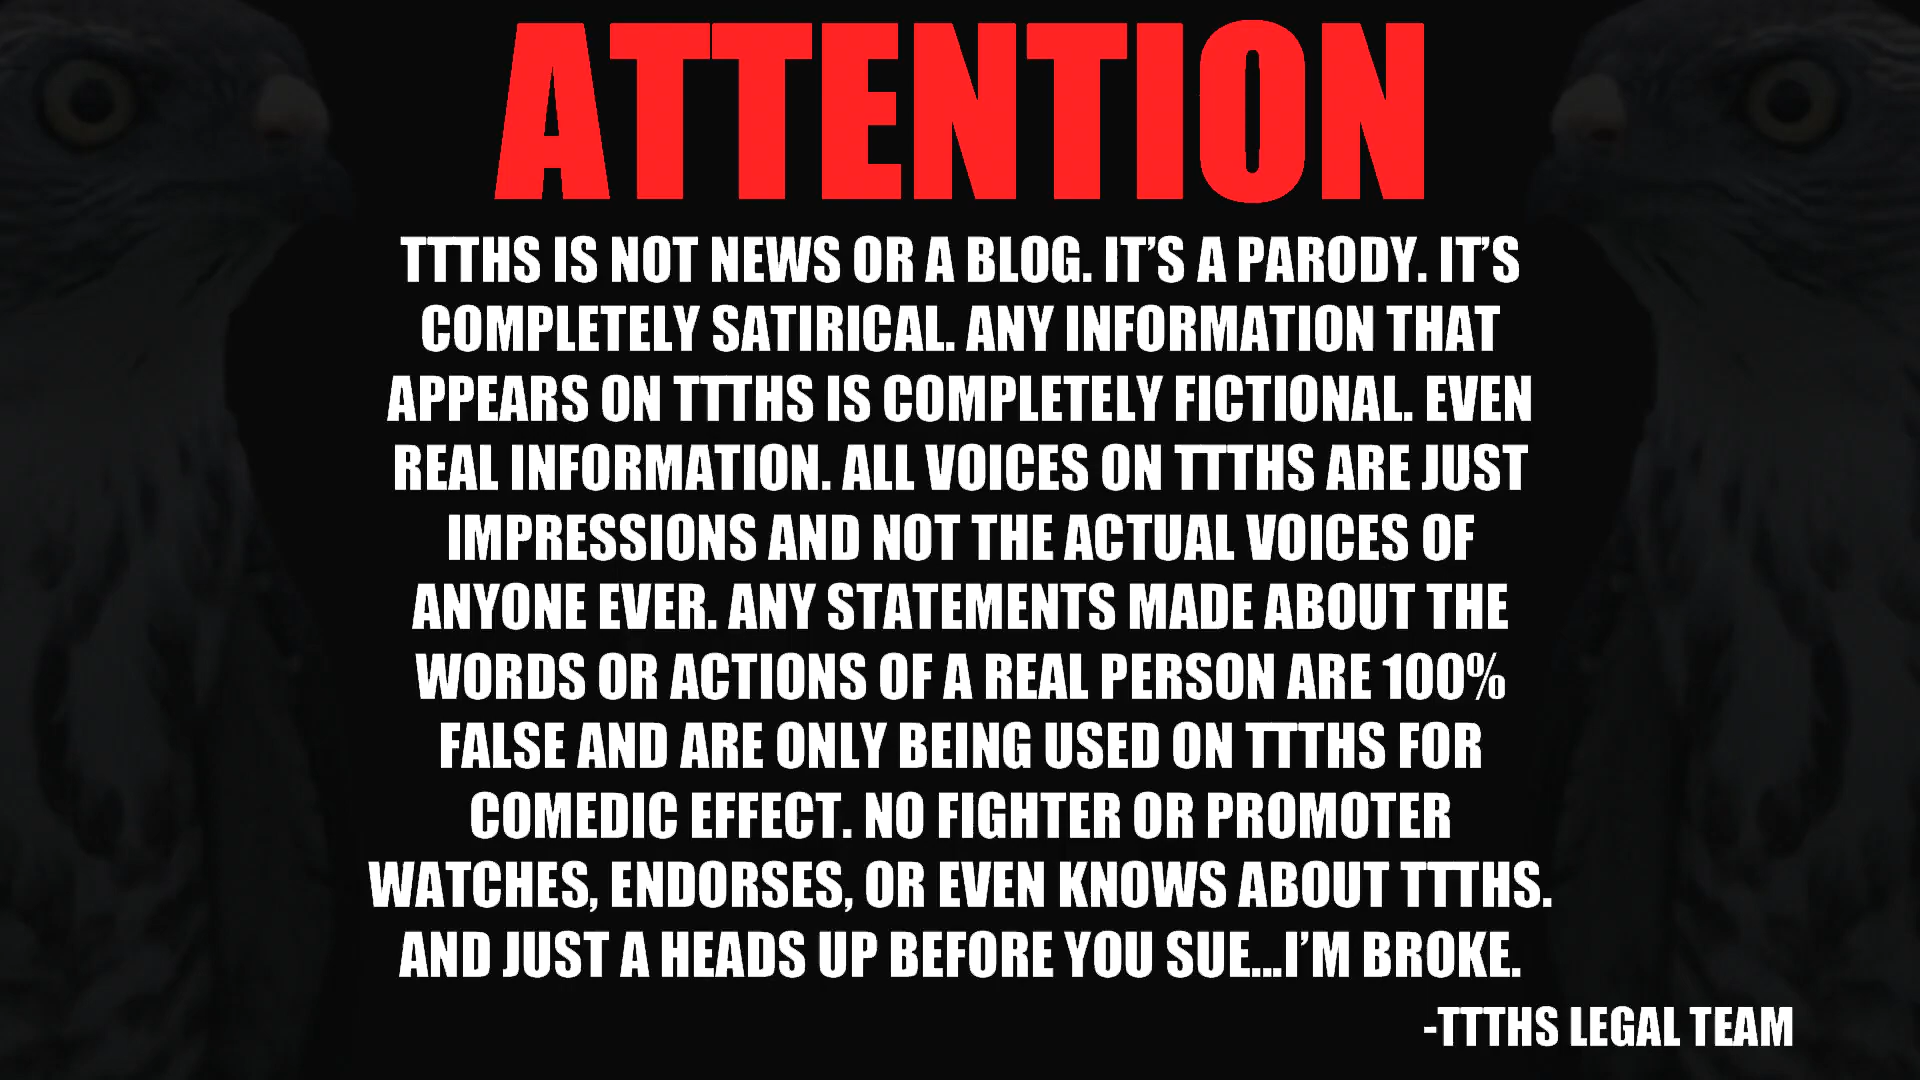 ATTENTION
TTTHS IS NOT NEWS OR A BLOG. IT'S A PARODY. IT'S
COMPLETELY SATIRICAL. ANY INFORMATION THAT
APPEARS ON TTTHS IS COMPLETELY FICTIONAL. EVEN
REAL INFORMATION. ALL VOICES ON TTTHS ARE JUST
IMPRESSIONS AND NOT THE ACTUAL VOICES OF
ANYONE EVER. ANY STATEMENTS MADE ABOUT THE
WORDS OR ACTIONS OF A REAL PERSON ARE 100%
FALSE AND ARE ONLY BEING USED ON TTTHS FOR
COMEDIC EFFECT. NO FIGHTER OR PROMOTER
WATCHES, ENDORSES, OR EVEN KNOWS ABOUT TTTHS.
AND JUST A HEADS UP BEFORE YOU SUE...I'M BROKE.
-TTTHS LEGAL TEAM